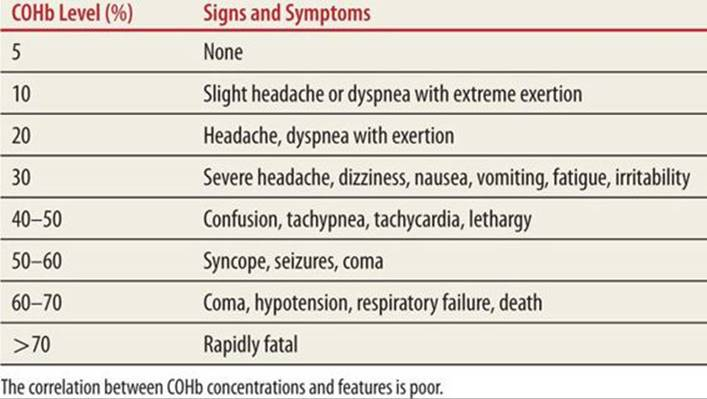 COHb Level (%) Signs and Symptoms
5 None
10 Slight headache or dyspnea with extreme exertion
20 Headache, dyspnea with exertion
30 Severe headache, dizziness, nausea, vomiting, fatigue, irritability
40–50 Confusion, tachypnea, tachycardia, lethargy
50–60 Syncope, seizures, coma
60–70 Coma, hypotension, respiratory failure, death
>70 Rapidly fatal
The correlation between COHb concentrations and features is poor.